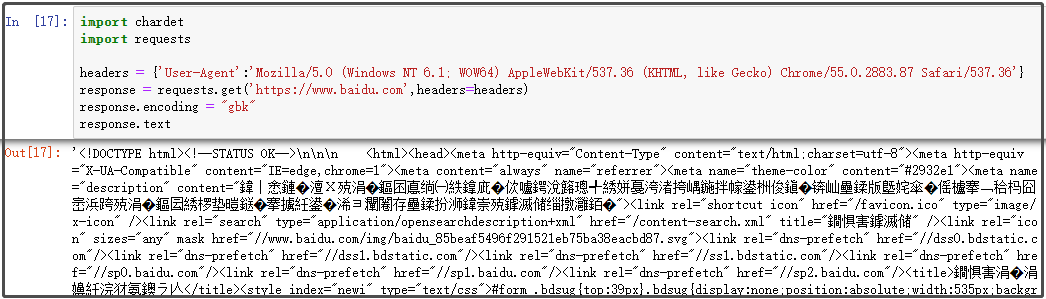 In [17]: import chardet
import requests
headers = {'User-Agent':'Mozilla/5.0 (Windows NT 6.1; WOW64) AppleWebKit/537.36 (KHTML, like Gecko) Chrome/55.0.2883.87 Safari/537.36'}
response = requests.get('https://www.baidu.com',headers=headers)
response.encoding = "gbk"
response.text
Out[17]: '<!DOCTYPE html><!--STATUS OK-->\n\n\n    <html><head><meta http-equiv="Content-Type" content="text/html;charset=utf-8"><meta http-equiv=
"X-UA-Compatible" content="IE=edge,chrome=1"><meta content="always" name="referrer"><meta name="theme-color" content="#2932e1"><meta name=
"description" content="
"><link rel="shortcut icon" href="/favicon.ico" type="image/
x-icon" /><link rel="search" type="application/opensearchdescription+xml" href="/content-search.xml" title=" " /><link rel="ico
n" sizes="any" mask href="//www.baidu.com/img/baidu_85beaf5496f291521eb75ba38eacbd87.svg"><link rel="dns-prefetch" href="//dss0.bdstatic.c
om"/><link rel="dns-prefetch" href="//dss1.bdstatic.com"/><link rel="dns-prefetch" href="//ss1.bdstatic.com"/><link rel="dns-prefetch" hre
f="//sp0.baidu.com"/><link rel="dns-prefetch" href="//sp1.baidu.com"/><link rel="dns-prefetch" href="//sp2.baidu.com"/><title>
</title><style index="newi" type="text/css">#form .bdsug{top:39px}.bdsug{display:none;position:absolute;width:535px;backgr